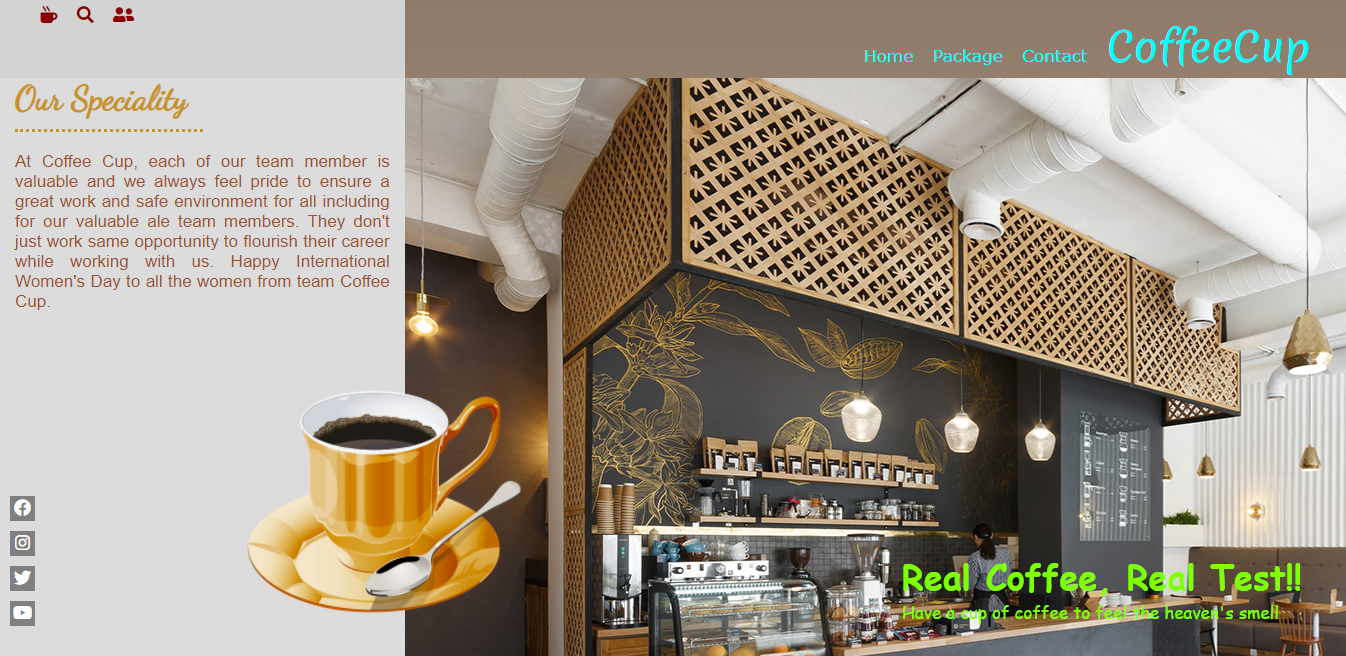 Home Package Contact CoffeeCup
Our Speciality
At Coffee Cup, each of our team member is
valuable and we always feel pride to ensure a
great work and safe environment for all including
for our valuable ale team members. They don't
just work same opportunity to flourish their career
while working with us. Happy International
Women's Day to all the women from team Coffee
Cup.
Real Coffee, Real Test!!
Have a cup of coffee to feel the heaven's smell